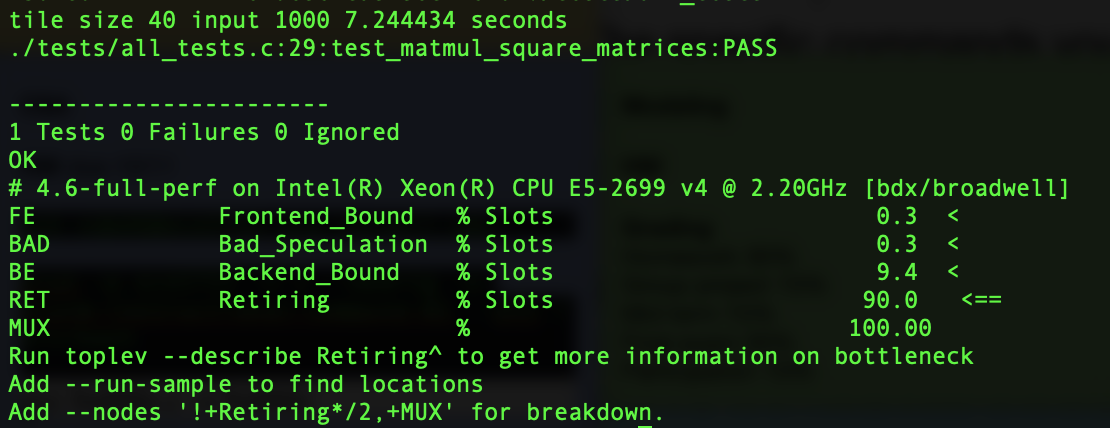 tile size 40 input 1000 7.244434 seconds
./tests/all_tests.c:29:test_matmul_square_matrices:PASS
-----------------------
1 Tests 0 Failures 0 Ignored
OK
# 4.6-full-perf on Intel(R) Xeon(R) CPU E5-2699 v4 @ 2.20GHz [bdx/broadwell]
FE Frontend_Bound % Slots 0.3 <
BAD Bad_Speculation % Slots 0.3 <
BE Backend_Bound % Slots 9.4 <
RET Retiring % Slots 90.0 <==
MUX % 100.00
Run toplev --describe Retiring^ to get more information on bottleneck
Add --run-sample to find locations
Add --nodes '!+Retiring*/2,+MUX' for breakdown.